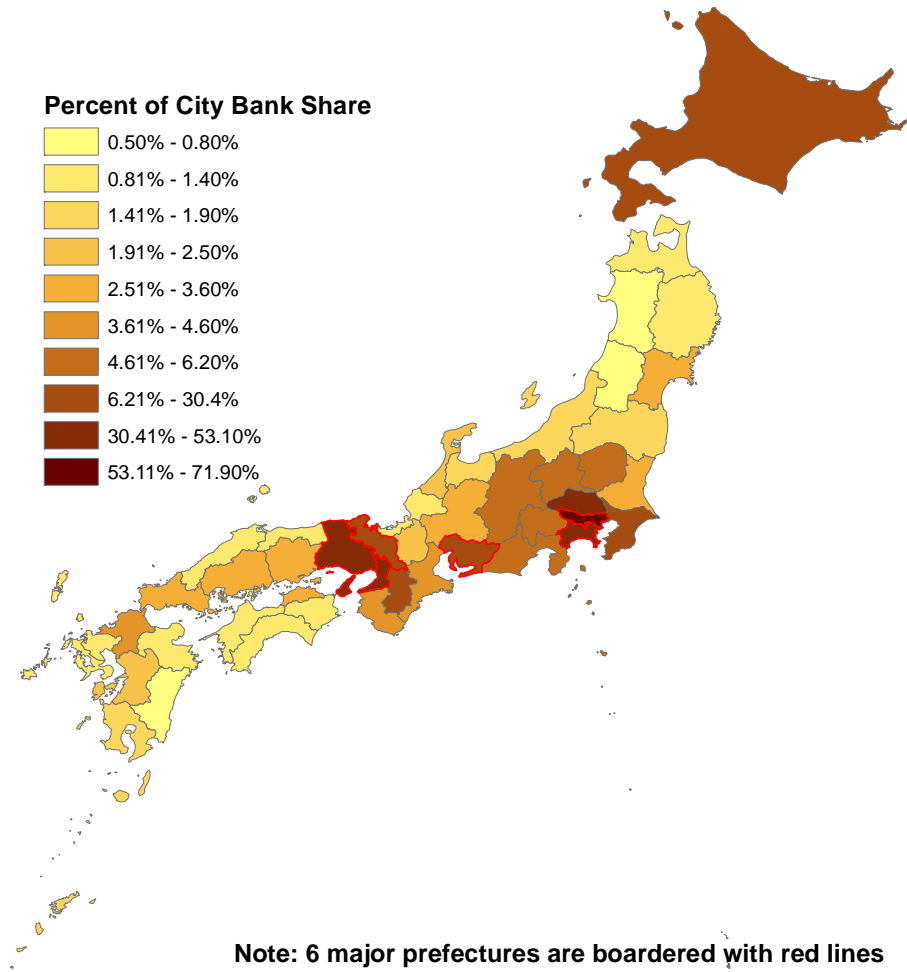 Percent of City Bank Share
0.50% - 0.80%
0.81% - 1.40%
1.41% - 1.90%
1.91% - 2.50%
2.51% - 3.60%
3.61% - 4.60%
4.61% - 6.20%
6.21% - 30.4%
30.41% - 53.10%
53.11% - 71.90%
Note: 6 major prefectures are boardered with red lines